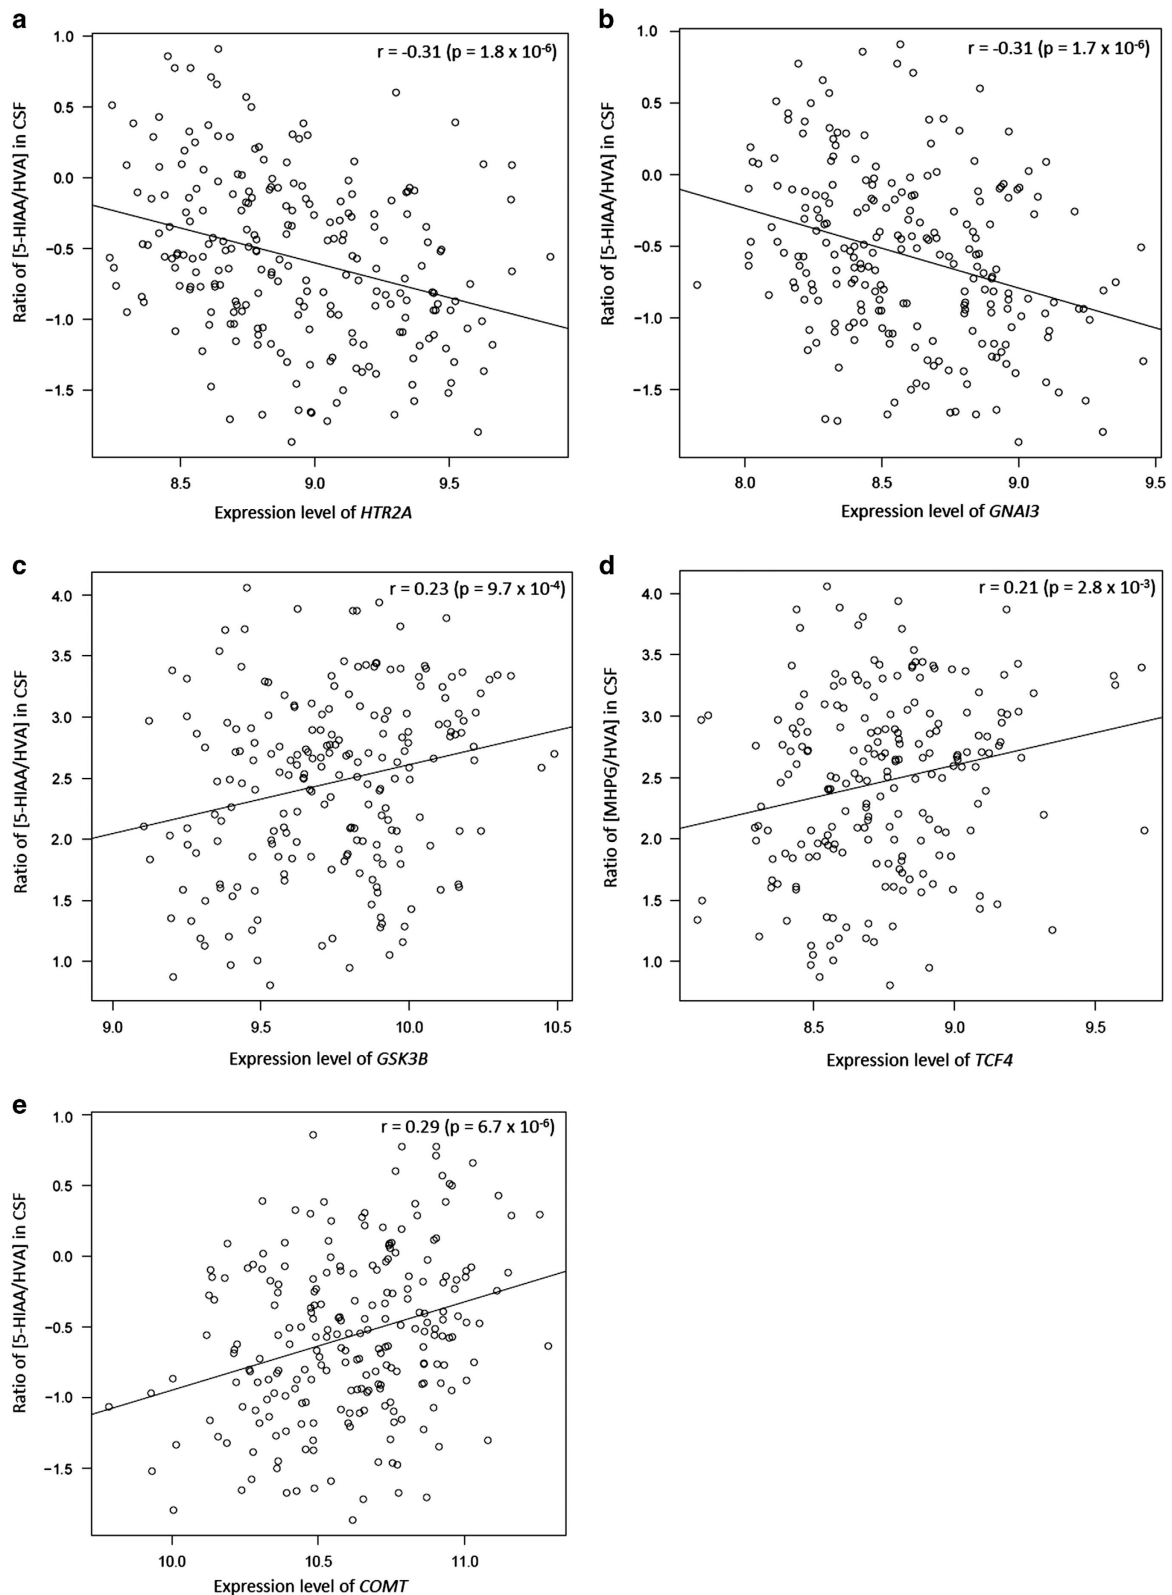 a
r = -0.31 (p = 1.8 x 10-6)
Ratio of [5-HIAA/HVA] in CSF
1.0
0.5
0.0
−0.5
−1.0
−1.5
8.5 9.0 9.5
Expression level of HTR2A
b
r = -0.31 (p = 1.7 x 10-6)
Ratio of [5-HIAA/HVA] in CSF
1.0
0.5
0.0
−0.5
−1.0
−1.5
8.0 8.5 9.0 9.5
Expression level of GNAI3
c
r = 0.23 (p = 9.7 x 10-4)
Ratio of [5-HIAA/HVA] in CSF
4.0
3.5
3.0
2.5
2.0
1.5
1.0
9.0 9.5 10.0 10.5
Expression level of GSK3B
d
r = 0.21 (p = 2.8 x 10-3)
Ratio of [MHPG/HVA] in CSF
4.0
3.5
3.0
2.5
2.0
1.5
1.0
8.5 9.0 9.5
Expression level of TCF4
e
r = 0.29 (p = 6.7 x 10-6)
Ratio of [5-HIAA/HVA] in CSF
1.0
0.5
0.0
−0.5
−1.0
−1.5
10.0 10.5 11.0
Expression level of COMT